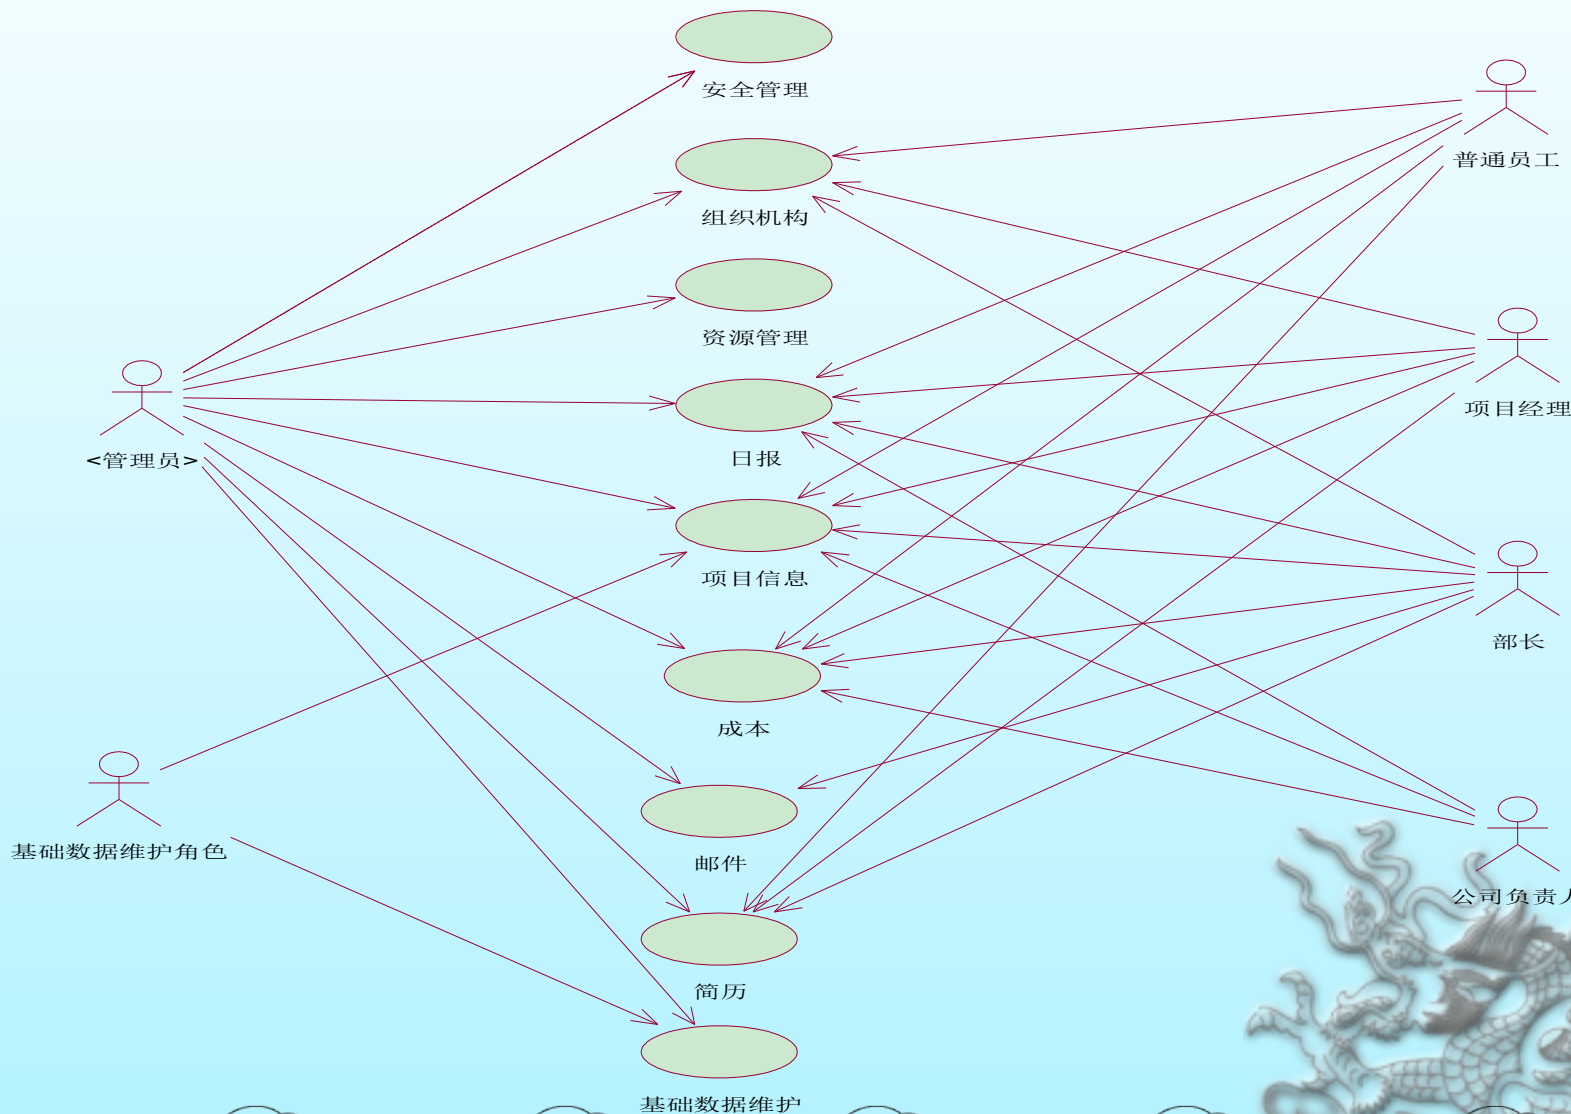 安全管理
普通员工
组织机构
资源管理
项目经理
<管理员>
日报
项目信息
部长
成本
基础数据维护角色
邮件
公司负责人
简历
基础数据维护